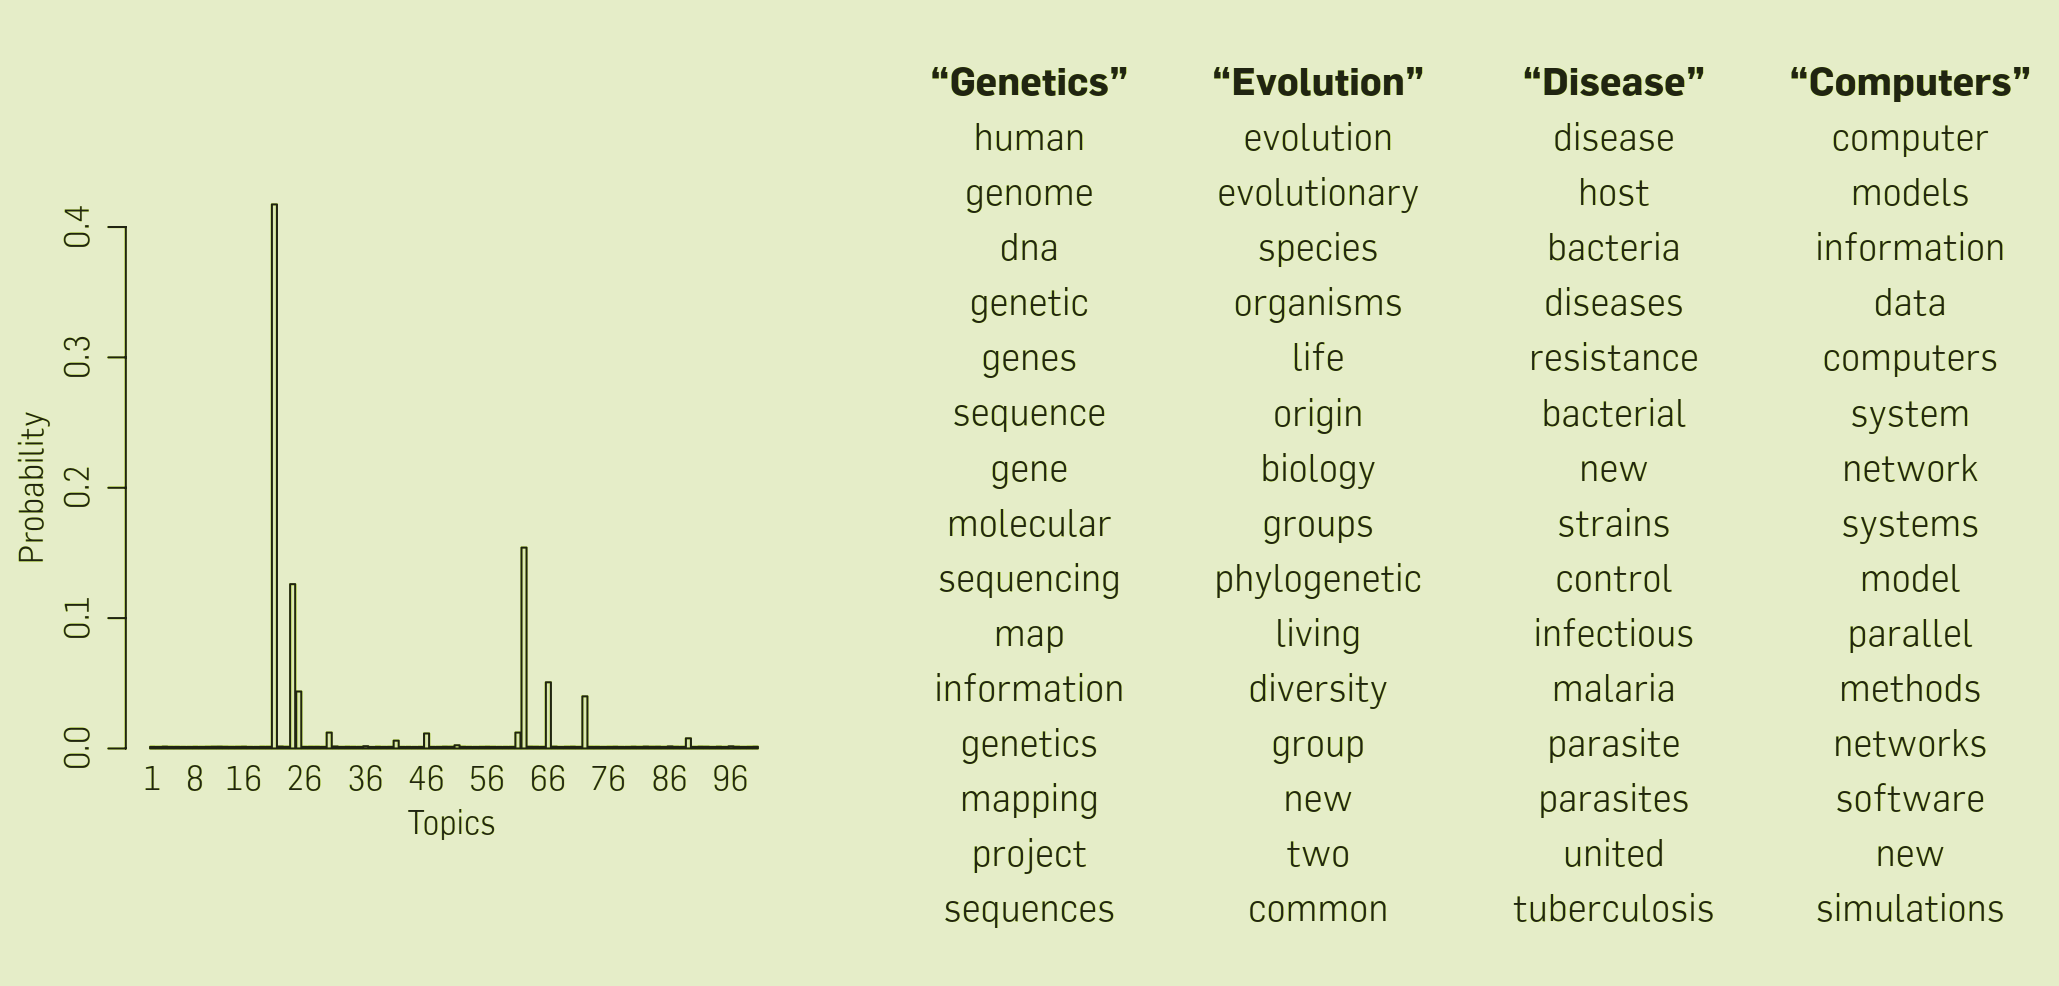 0.4
0.3
0.2
0.1
0.0
Probability
1 8 16 26 36 46 56 66 76 86 96
Topics
“Genetics” “Evolution” “Disease” “Computers”
human evolution disease computer
genome evolutionary host models
dna species bacteria information
genetic organisms diseases data
genes life resistance computers
sequence origin bacterial system
gene biology new network
molecular groups strains systems
sequencing phylogenetic control model
map living infectious parallel
information diversity malaria methods
genetics group parasite networks
mapping new parasites software
project two united new
sequences common tuberculosis simulations